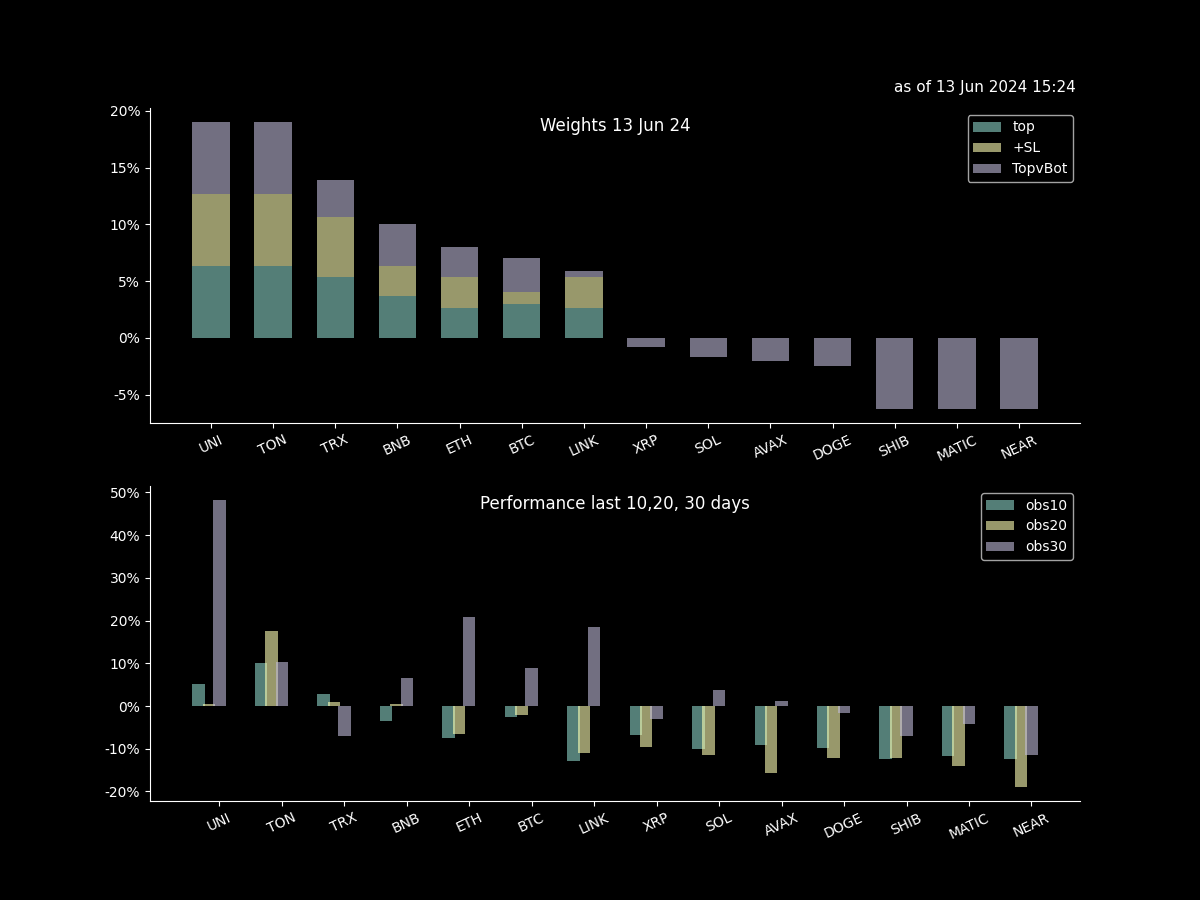 as of 13 Jun 2024 15:24
Weights 13 Jun 24
top
+SL
TopvBot
20%
15%
10%
5%
0%
-5%
UNI TON TRX BNB ETH BTC LINK XRP SOL AVAX DOGE SHIB MATIC NEAR
Performance last 10,20, 30 days
obs10
obs20
obs30
50%
40%
30%
20%
10%
0%
-10%
-20%
UNI TON TRX BNB ETH BTC LINK XRP SOL AVAX DOGE SHIB MATIC NEAR